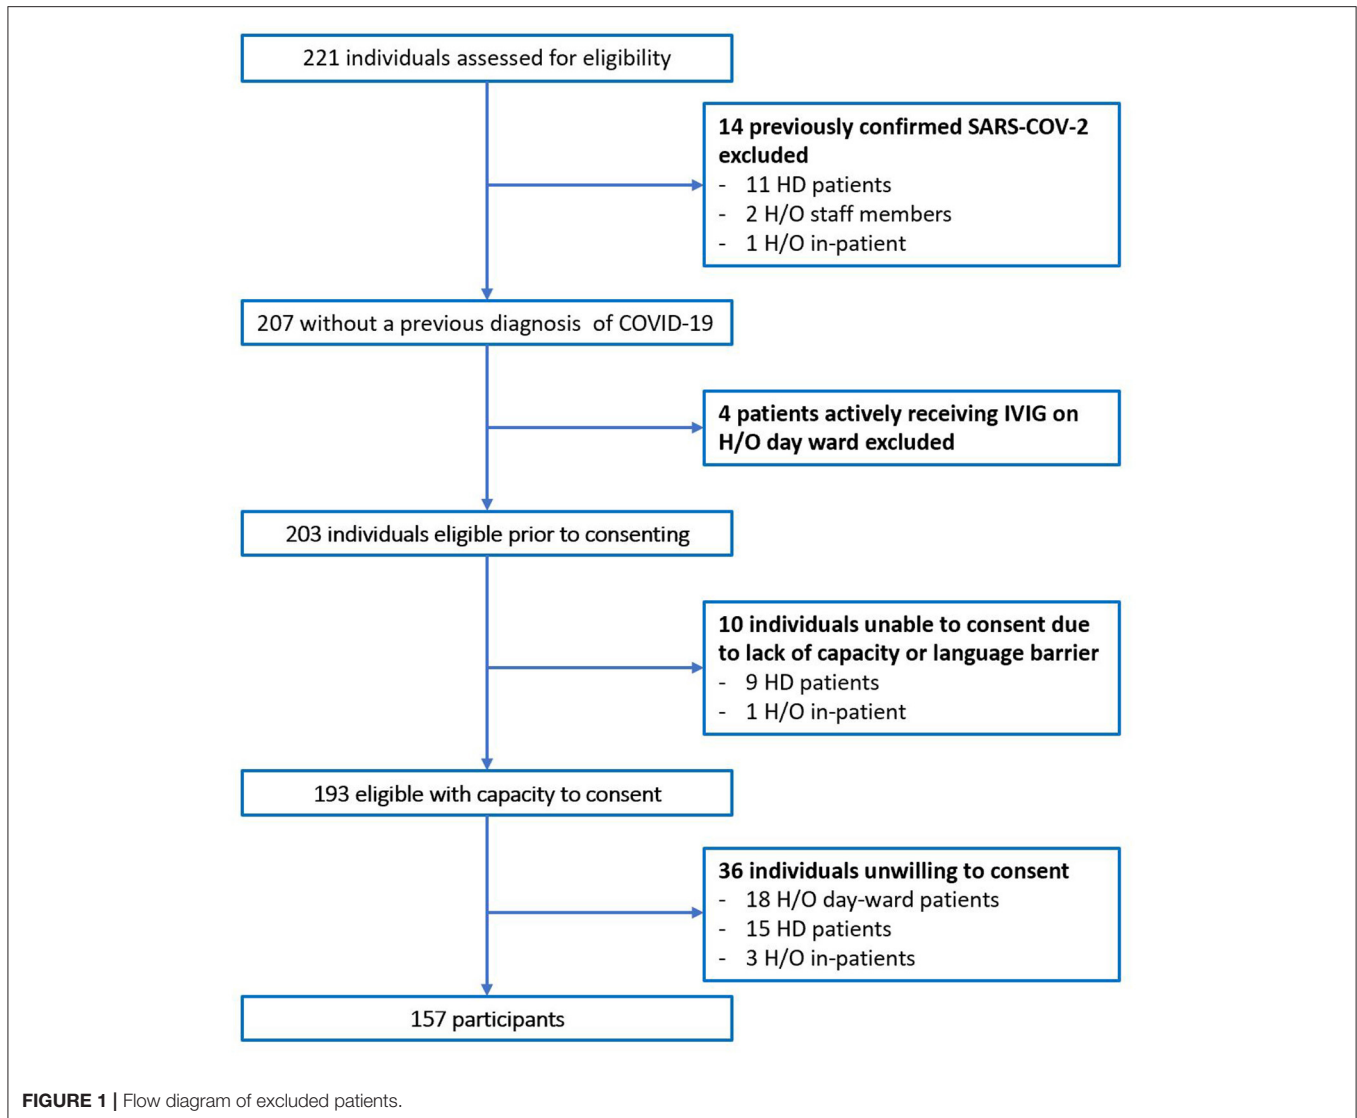 221 individuals assessed for eligibility
14 previously confirmed SARS-COV-2
excluded
- 11 HD patients
- 2 H/O staff members
- 1 H/O in-patient
207 without a previous diagnosis of COVID-19
4 patients actively receiving IVIG on
H/O day ward excluded
203 individuals eligible prior to consenting
10 individuals unable to consent due
to lack of capacity or language barrier
- 9 HD patients
- 1 H/O in-patient
193 eligible with capacity to consent
36 individuals unwilling to consent
- 18 H/O day-ward patients
- 15 HD patients
- 3 H/O in-patients
157 participants
FIGURE 1 | Flow diagram of excluded patients.